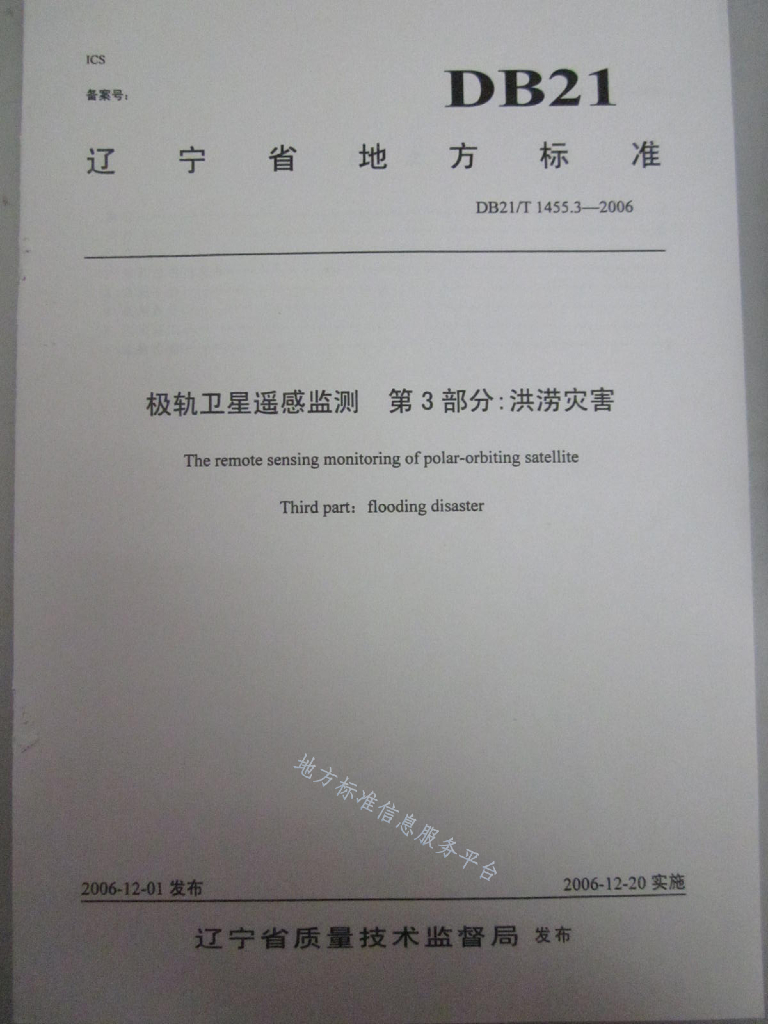 ICS
备案号：
DB21
辽宁省地方标准
DB21/T 1455.3—2006
极轨卫星遥感监测 第3部分:洪涝灾害
The remote sensing monitoring of polar-orbiting satellite
Third part：flooding disaster
地方标准信息服务平台
2006-12-01 发布
2006-12-20 实施
辽宁省质量技术监督局 发布